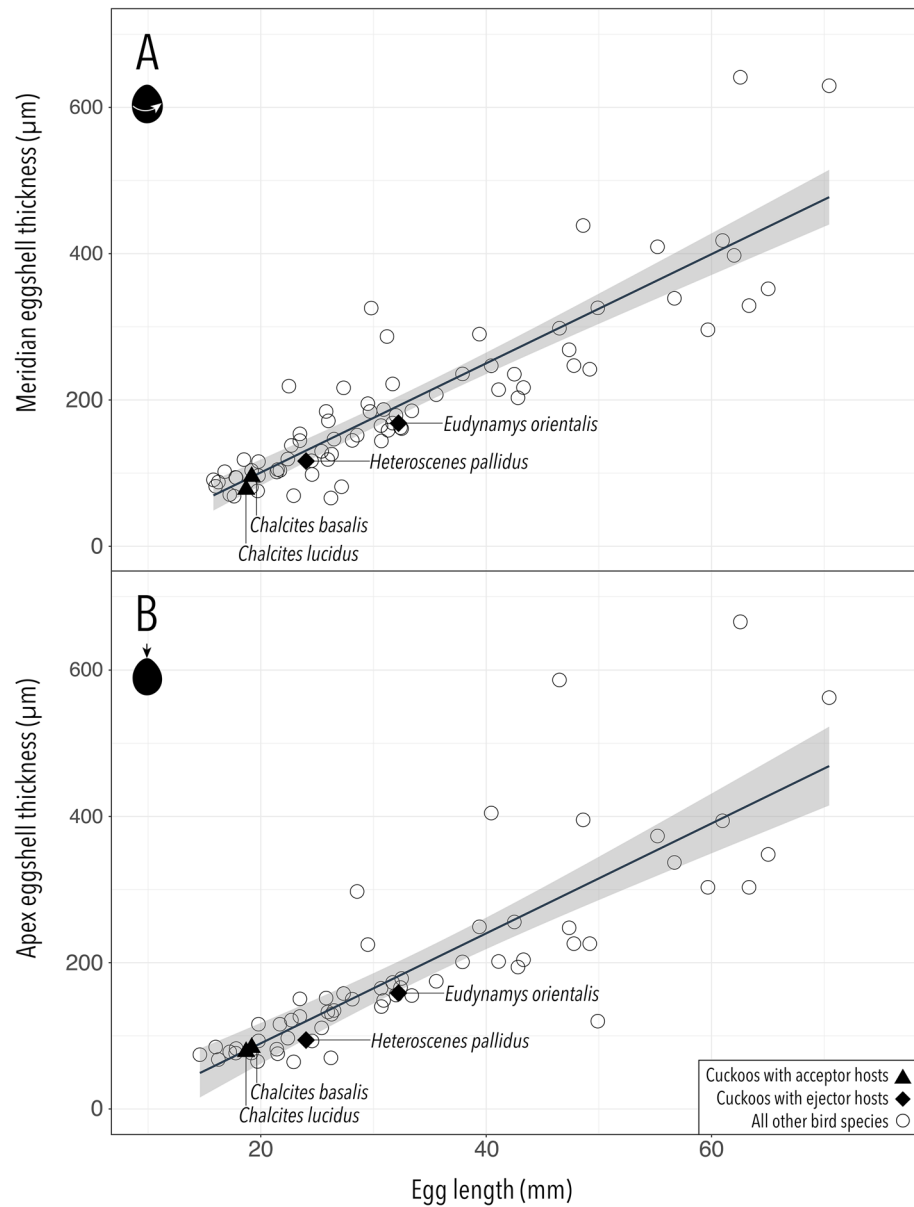 A
Meridian eggshell thickness (µm)
600
400
200
0
Eudynamys orientalis
Heteroscenes pallidus
Chalcites basalis
Chalcites lucidus
B
Apex eggshell thickness (µm)
600
400
200
0
Eudynamys orientalis
Heteroscenes pallidus
Chalcites basalis
Chalcites lucidus
Cuckoos with acceptor hosts
Cuckoos with ejector hosts
All other bird species
20 40 60
Egg length (mm)